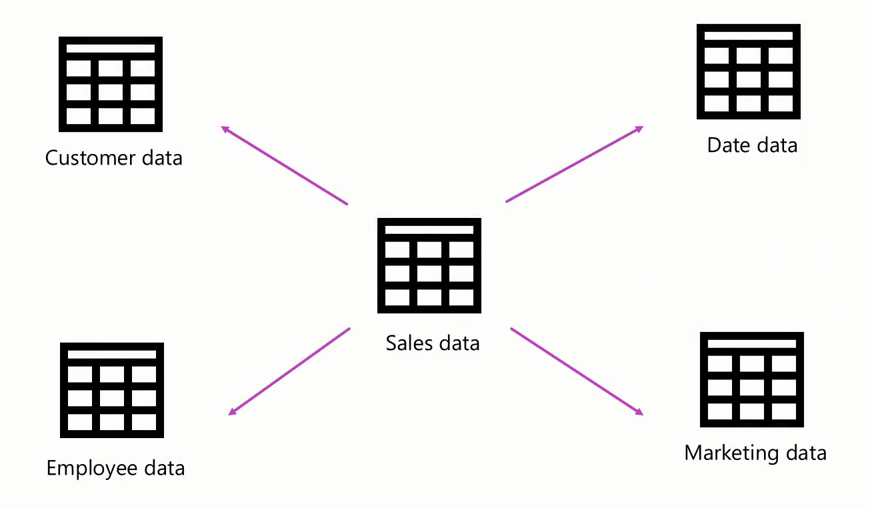 Customer data
Date data
Sales data
Employee data
Marketing data